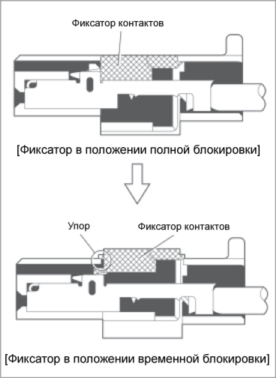 Фиксатор контактов
[Фиксатор в положении полной блокировки]
Упор
Фиксатор контактов
[Фиксатор в положении временной блокировки]